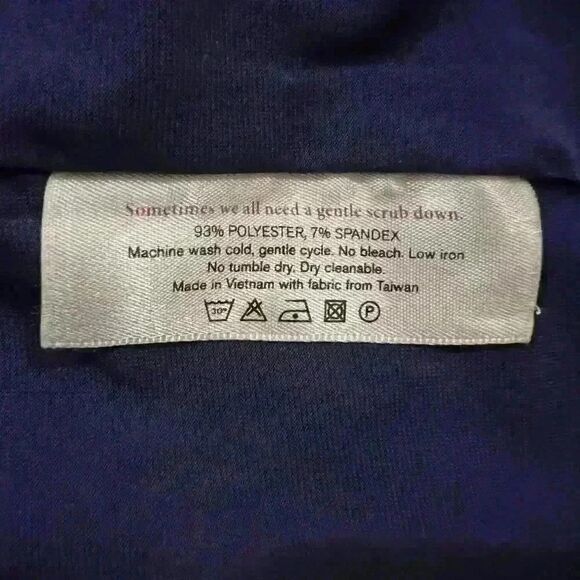 Sometimes we all need a gentle scrub down.
93% POLYESTER, 7% SPANDEX
Machine wash cold, gentle cycle. No bleach. Low iron
No tumble dry. Dry cleanable.
Made in Vietnam with fabric from Taiwan
30° P